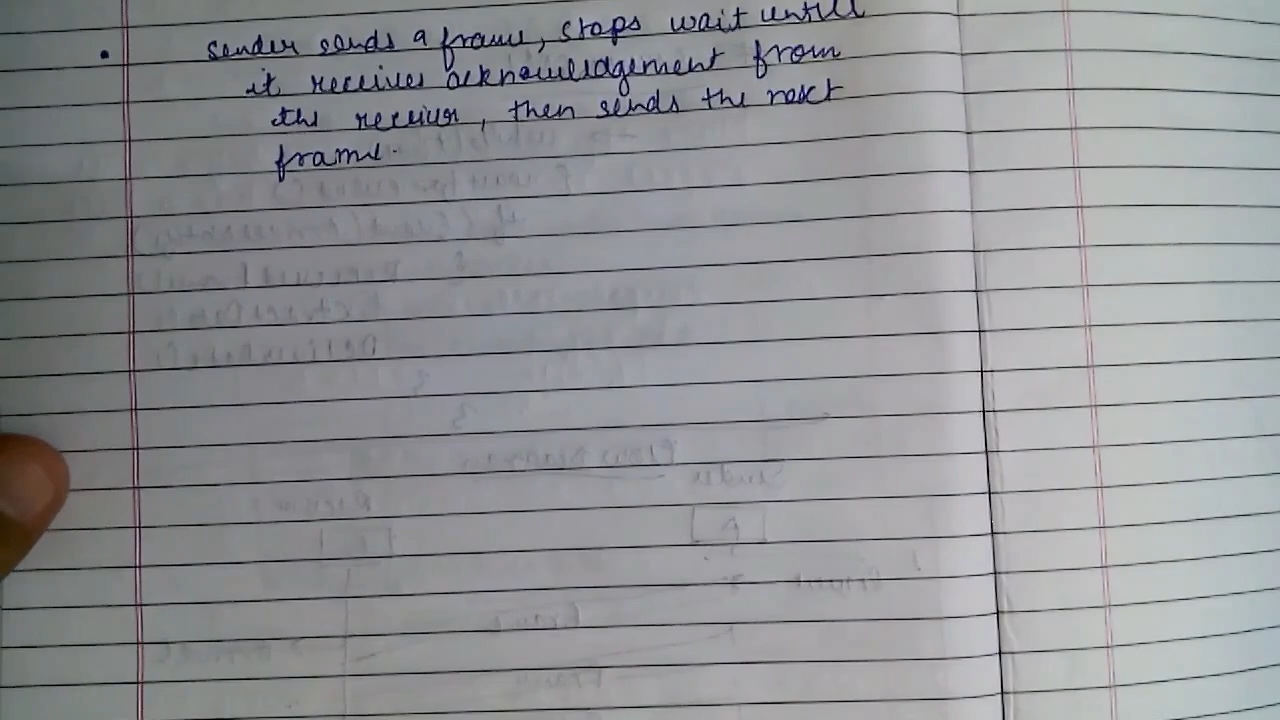 • sender sends a frame, stops wait untill
it receives acknowledgement from
the receiver, then sends the next
frame.